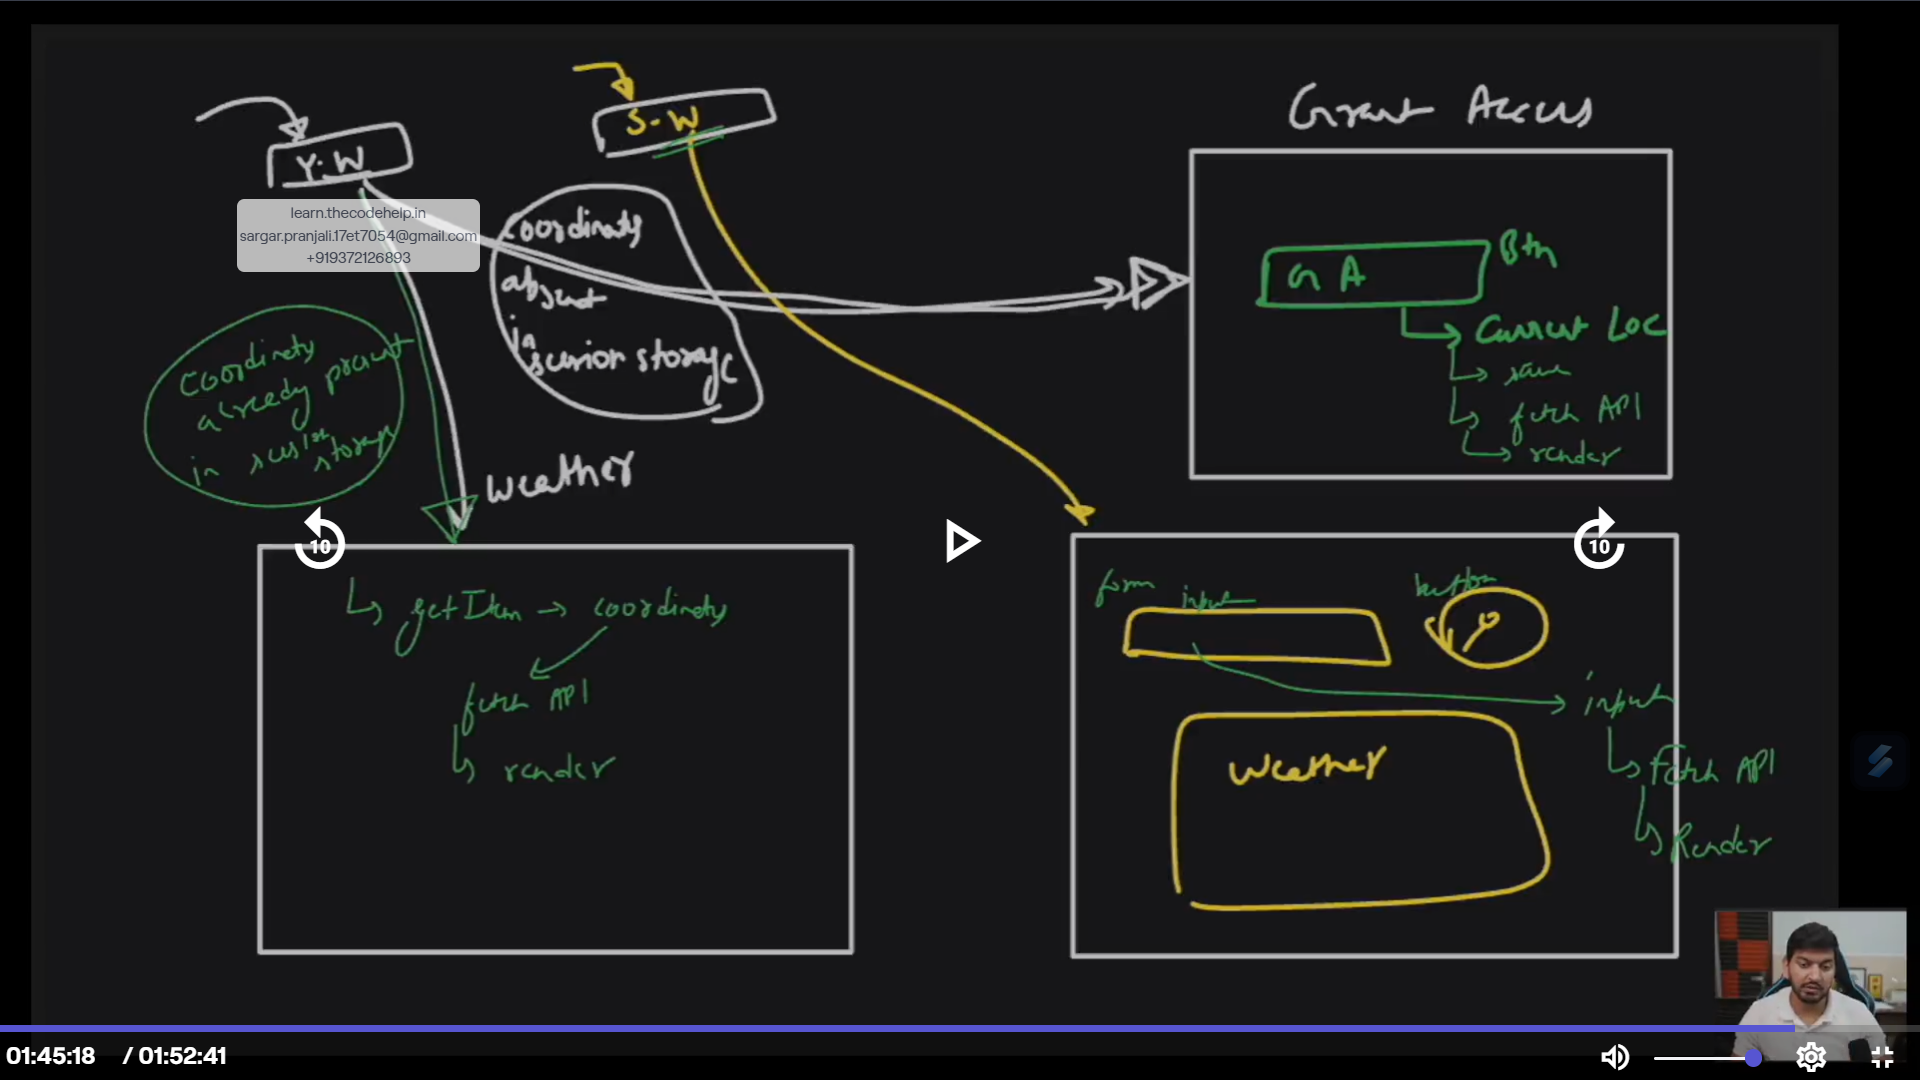 Y.W
S-W
Grant Access
learn.thecodehelp.in
sargar.pranjali.17et7054@gmail.com
+919372126893
coordinates
absent
in
session storage
G A
Btn
Current Loc
save
fetch API
render
coordinates
already present
in session
storage
Weather
10
10
getItem → coordinates
fetch API
render
form
input
button
input
Weather
fetch API
Render
01:45:18 / 01:52:41